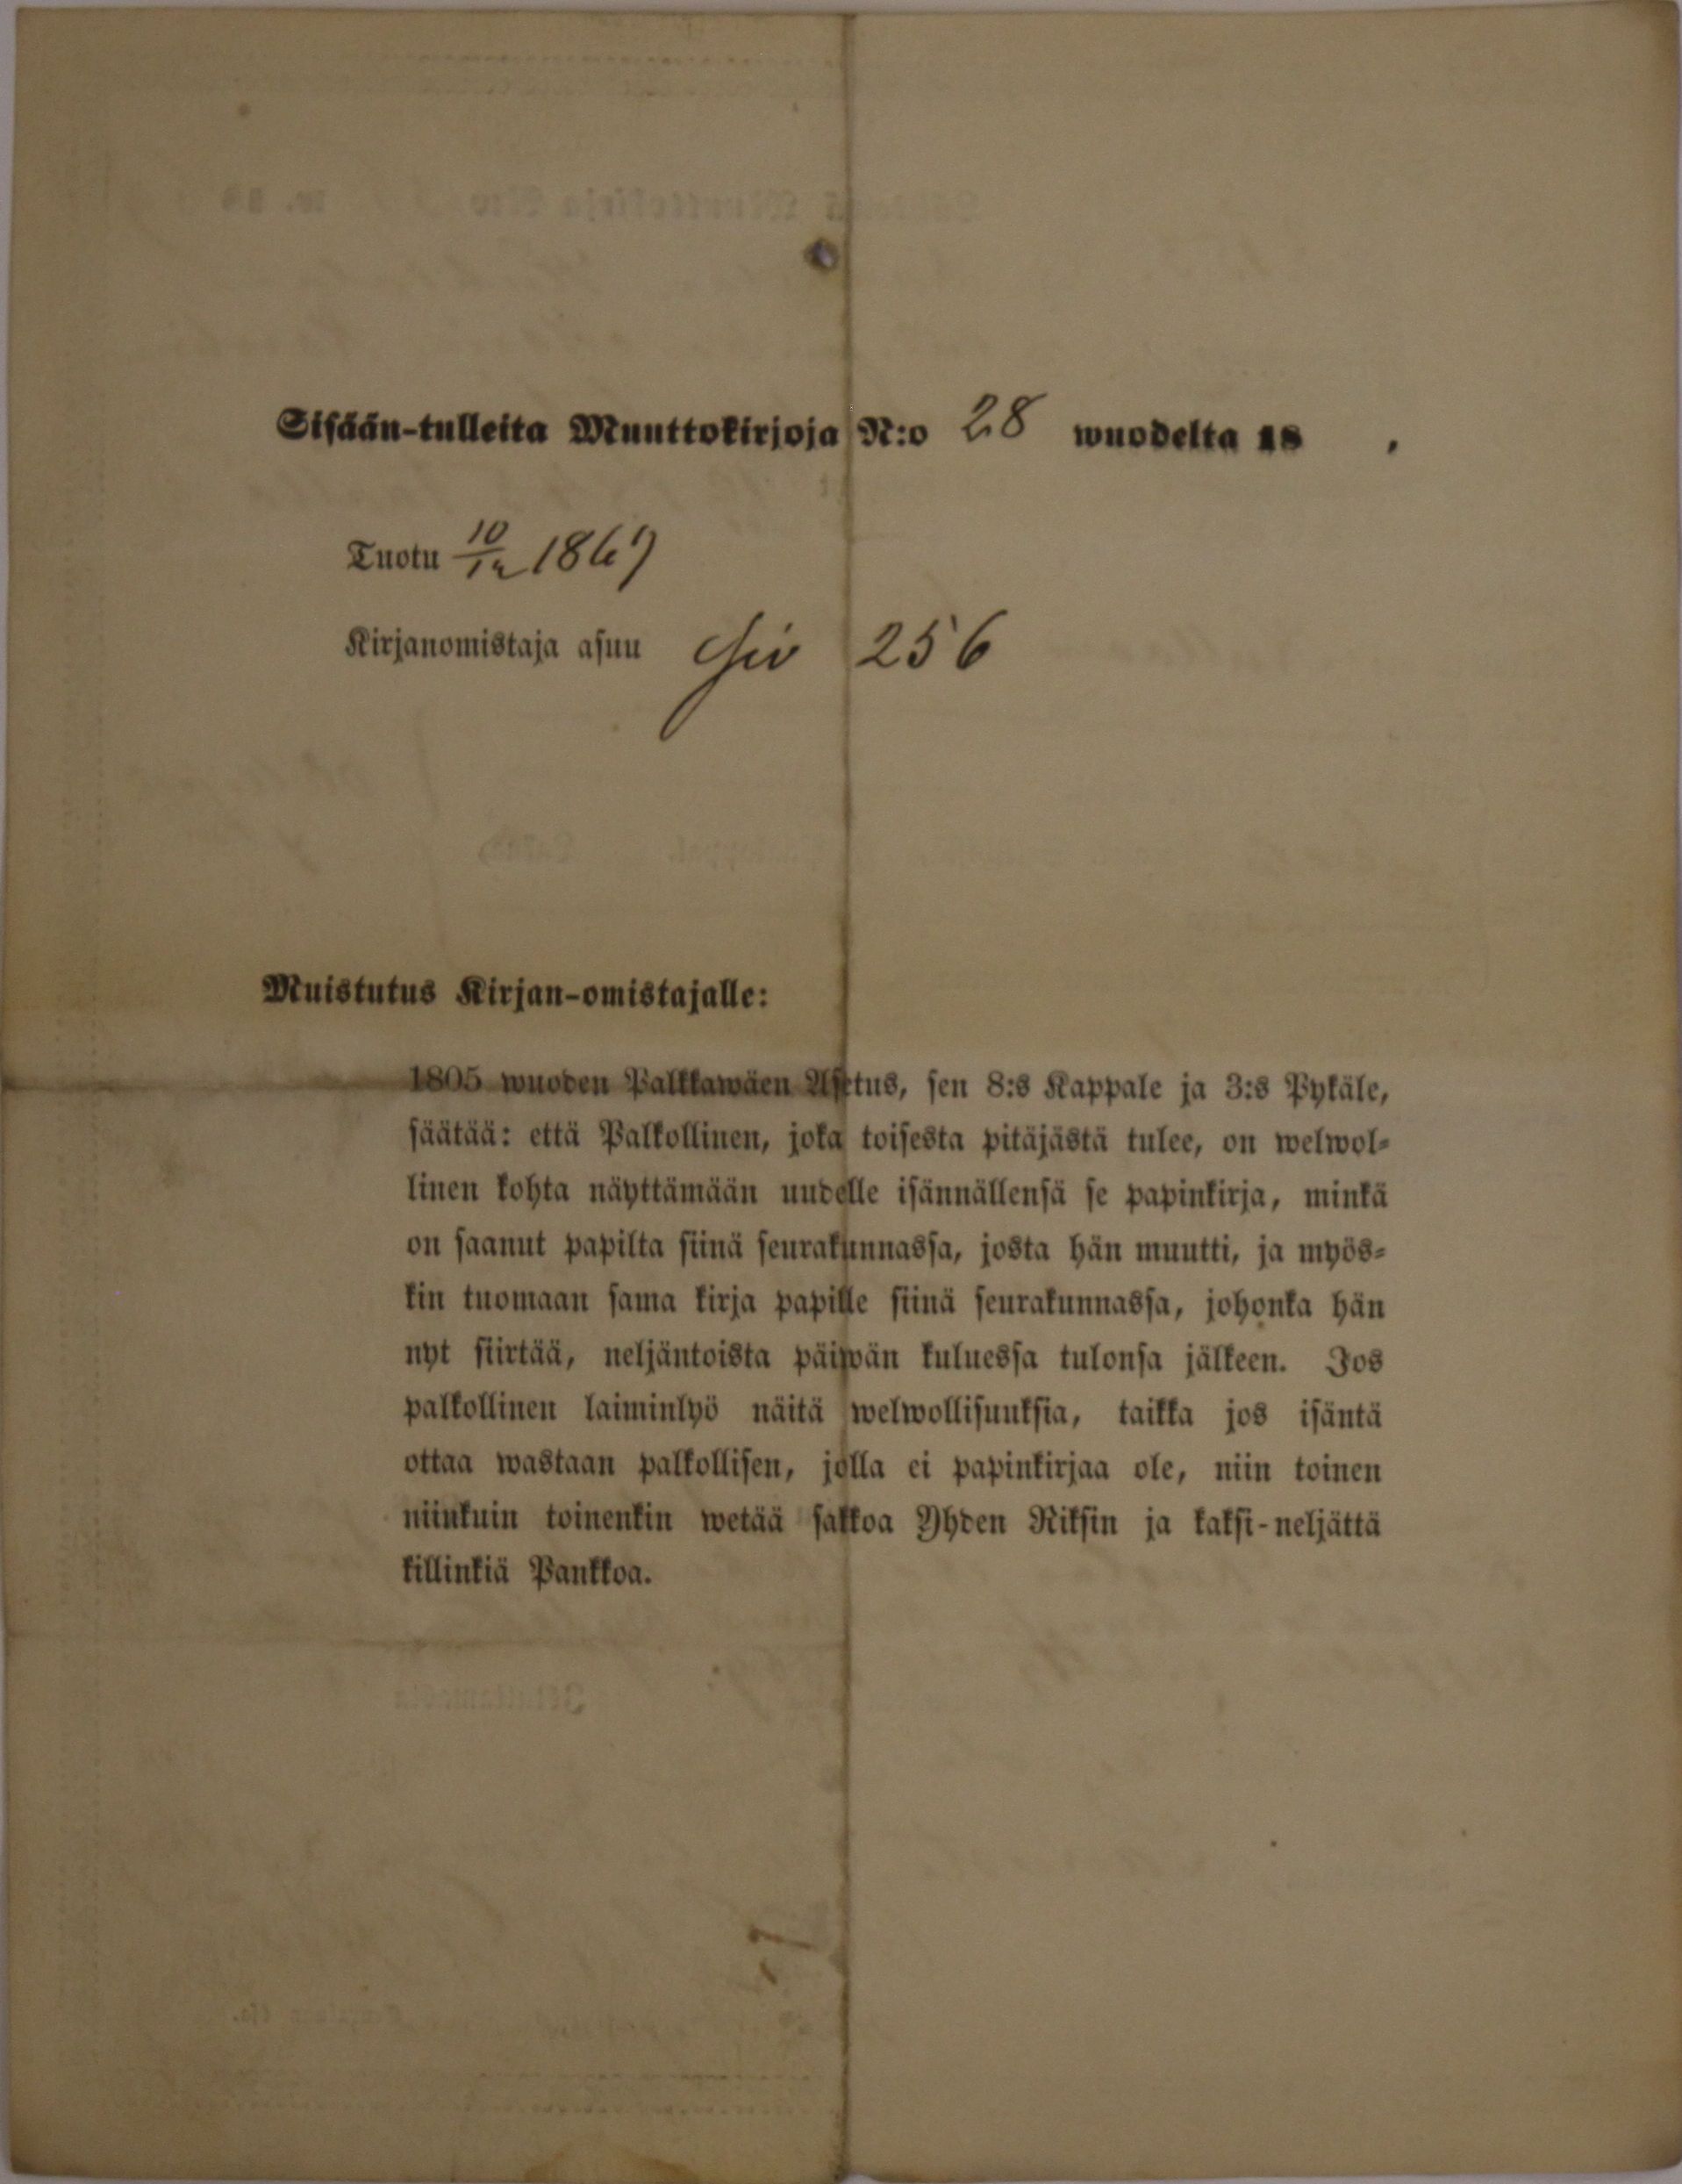 Sisään-tulleita Muuttokirjoja N:o 28 wuodelta 18 .
Tuotu 10/12 1867
Kirjanomistaja asuu Siv 256
Muistutus Kirjan-omistajalle:
1805 wuoden Palkkawäen Asetus, sen 8:s Kappale ja 3:s Pykäle,
säätää: että Palkollinen, joka toisesta pitäjästä tulee, on welwol-
linen kohta näyttämään uudelle isännällensä se papinkirja, minkä
on saanut papilta siinä seurakunnassa, josta hän muutti, ja myös-
kin tuomaan sama kirja papille siinä seurakunnassa, johonka hän
nyt siirtää, neljäntoista päiwän kuluessa tulonsa jälkeen. Jos
palkollinen laiminlyö näitä welwollisuuksia, taikka jos isäntä
ottaa wastaan palkollisen, jolla ei papinkirjaa ole, niin toinen
niinkuin toinenkin wetää sakkoa Yhden Riksin ja kaksi-neljättä
killinkiä Pankkoa.